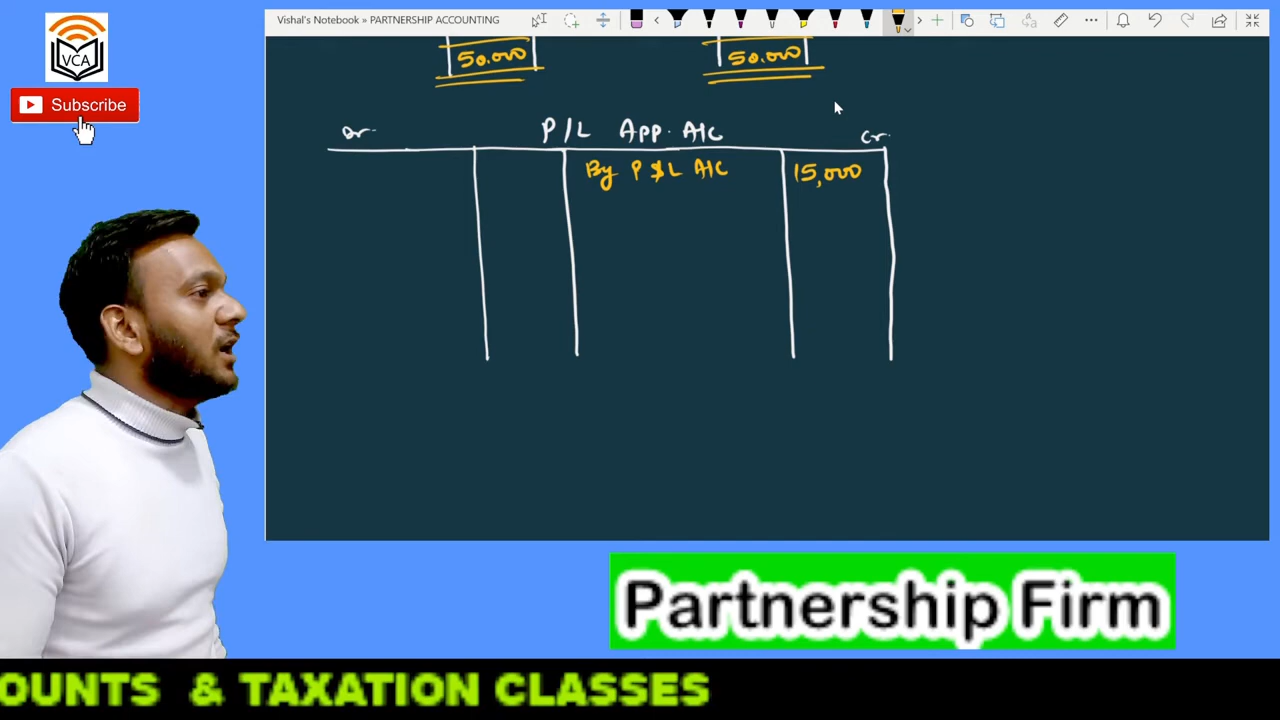 Vishal's Notebook » PARTNERSHIP ACCOUNTING
VCA
Subscribe
50.000 50.000
Dr. P/L App. A/C Cr.
By P & L A/C 15,000
Partnership Firm
OUNTS & TAXATION CLASSES